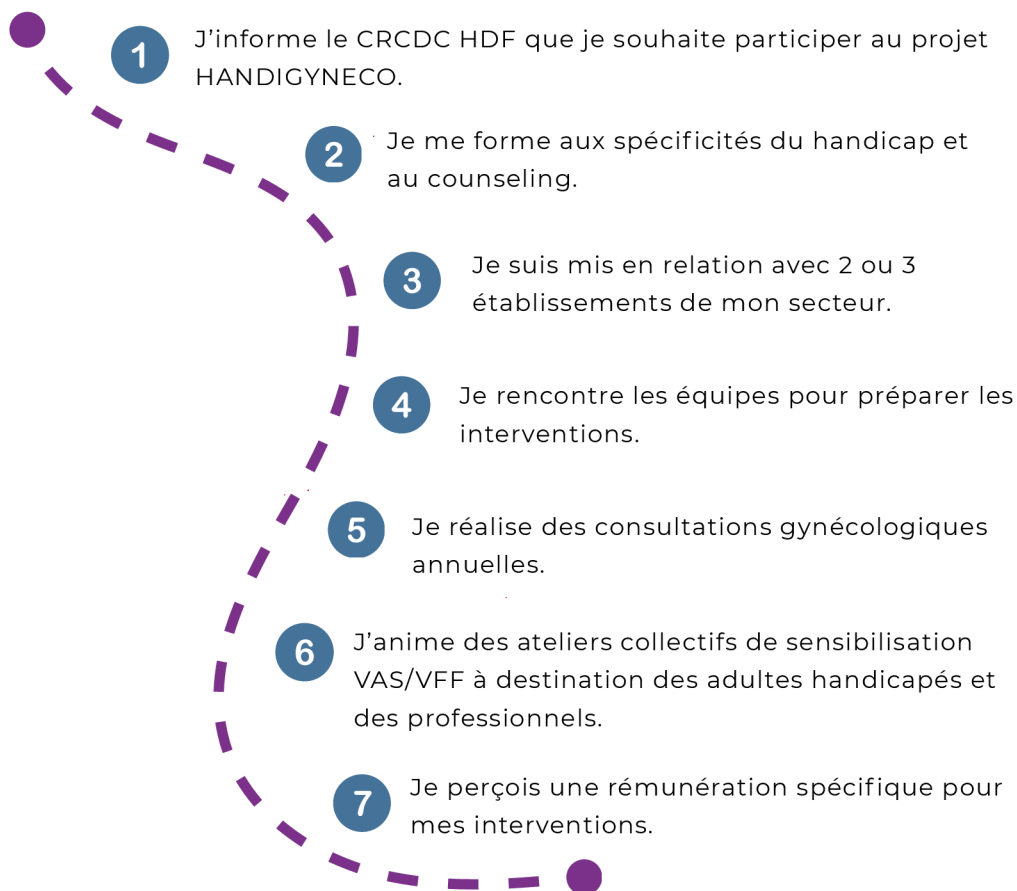 1
J’informe le CRCDC HDF que je souhaite participer au projet
HANDIGYNECO.
2
Je me forme aux spécificités du handicap et
au counseling.
3
Je suis mis en relation avec 2 ou 3
établissements de mon secteur.
4
Je rencontre les équipes pour préparer les
interventions.
5
Je réalise des consultations gynécologiques
annuelles.
6
J’anime des ateliers collectifs de sensibilisation
VAS/VFF à destination des adultes handicapés et
des professionnels.
7
Je perçois une rémunération spécifique pour
mes interventions.